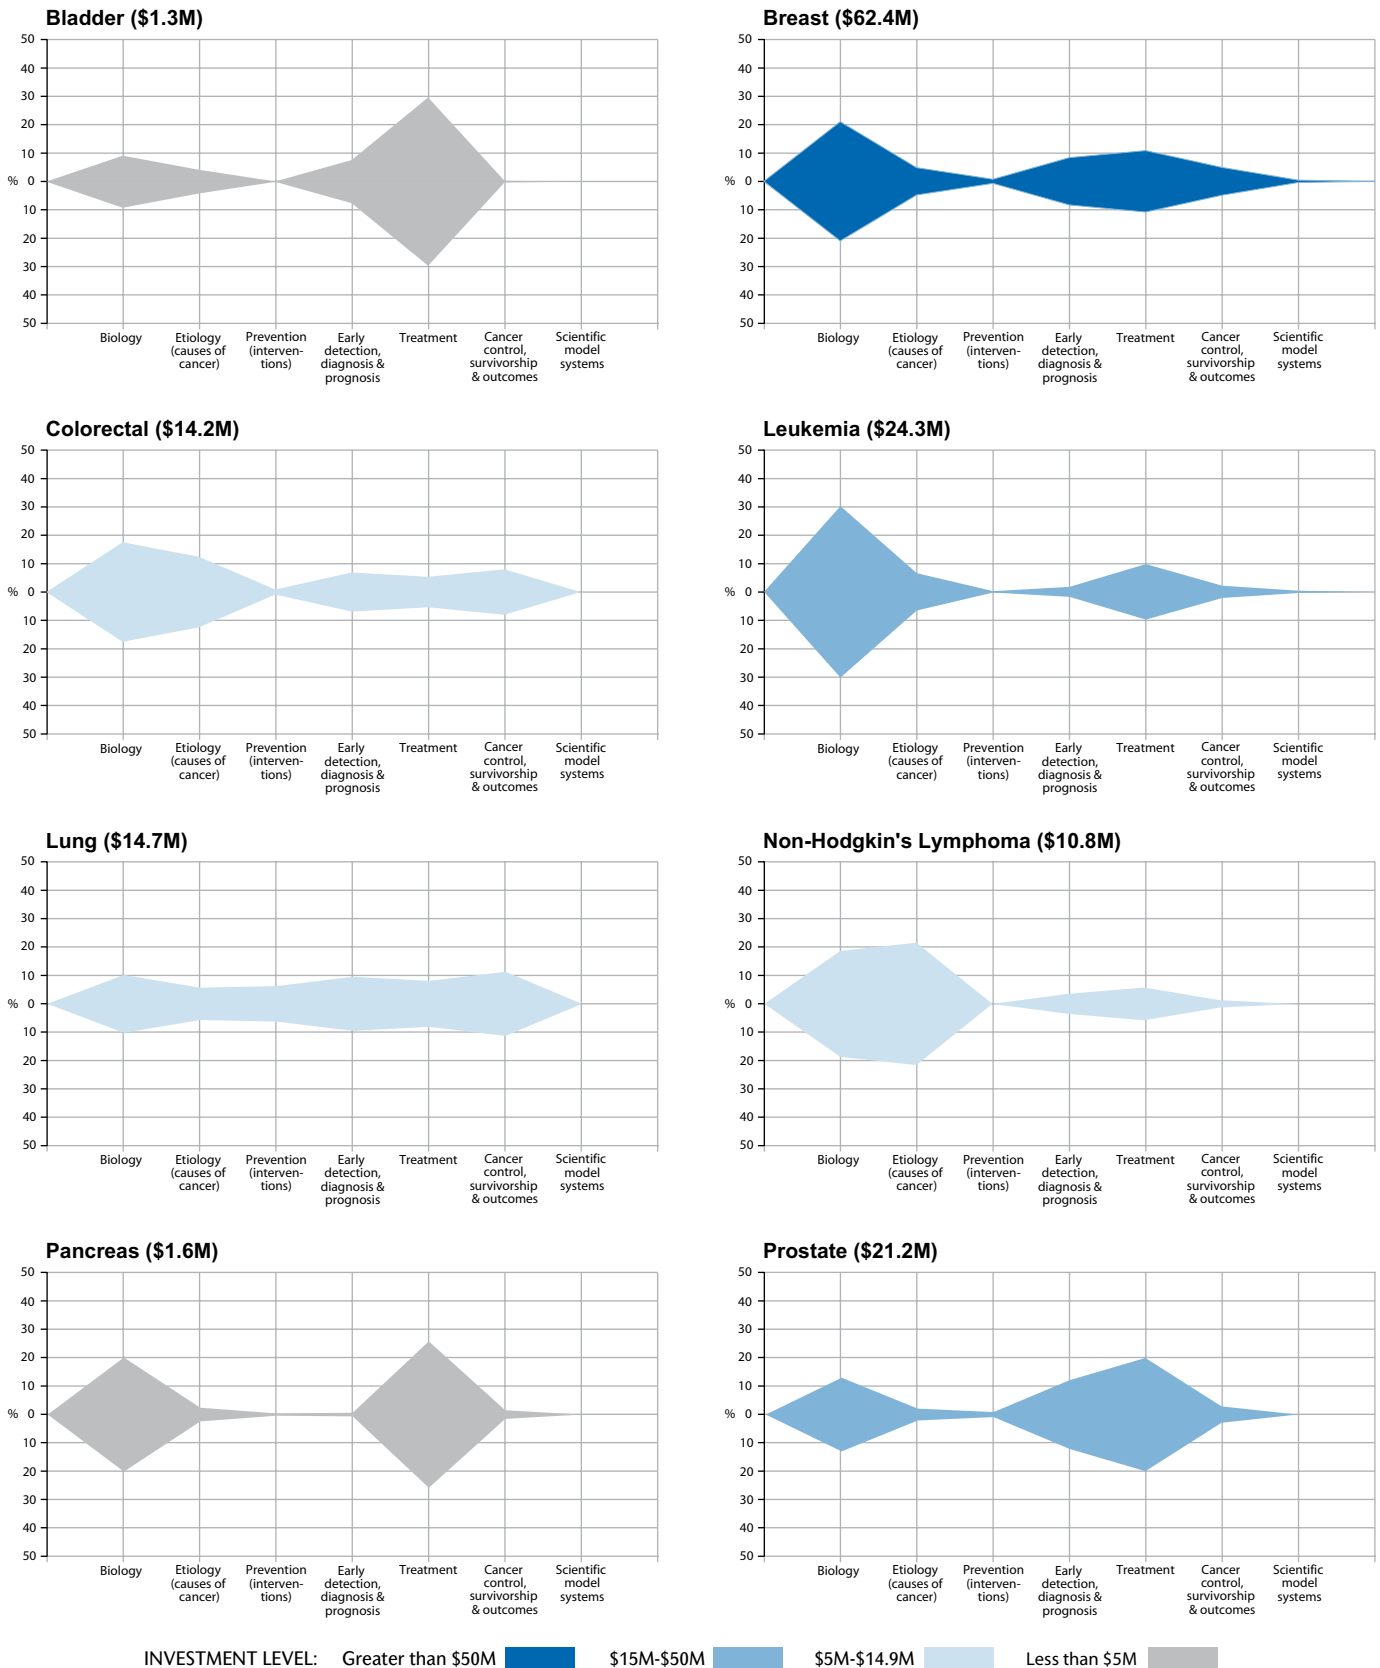 Bladder ($1.3M)
50
40
30
20
10
% 0
10
20
30
40
50
Biology
Etiology
(causes of
cancer)
Prevention
(interven-
tions)
Early
detection,
diagnosis &
prognosis
Treatment
Cancer
control,
survivorship
& outcomes
Scientific
model
systems
Breast ($62.4M)
50
40
30
20
10
% 0
10
20
30
40
50
Biology
Etiology
(causes of
cancer)
Prevention
(interven-
tions)
Early
detection,
diagnosis &
prognosis
Treatment
Cancer
control,
survivorship
& outcomes
Scientific
model
systems
Colorectal ($14.2M)
50
40
30
20
10
% 0
10
20
30
40
50
Biology
Etiology
(causes of
cancer)
Prevention
(interven-
tions)
Early
detection,
diagnosis &
prognosis
Treatment
Cancer
control,
survivorship
& outcomes
Scientific
model
systems
Leukemia ($24.3M)
50
40
30
20
10
% 0
10
20
30
40
50
Biology
Etiology
(causes of
cancer)
Prevention
(interven-
tions)
Early
detection,
diagnosis &
prognosis
Treatment
Cancer
control,
survivorship
& outcomes
Scientific
model
systems
Lung ($14.7M)
50
40
30
20
10
% 0
10
20
30
40
50
Biology
Etiology
(causes of
cancer)
Prevention
(interven-
tions)
Early
detection,
diagnosis &
prognosis
Treatment
Cancer
control,
survivorship
& outcomes
Scientific
model
systems
Non-Hodgkin's Lymphoma ($10.8M)
50
40
30
20
10
% 0
10
20
30
40
50
Biology
Etiology
(causes of
cancer)
Prevention
(interven-
tions)
Early
detection,
diagnosis &
prognosis
Treatment
Cancer
control,
survivorship
& outcomes
Scientific
model
systems
Pancreas ($1.6M)
50
40
30
20
10
% 0
10
20
30
40
50
Biology
Etiology
(causes of
cancer)
Prevention
(interven-
tions)
Early
detection,
diagnosis &
prognosis
Treatment
Cancer
control,
survivorship
& outcomes
Scientific
model
systems
Prostate ($21.2M)
50
40
30
20
10
% 0
10
20
30
40
50
Biology
Etiology
(causes of
cancer)
Prevention
(interven-
tions)
Early
detection,
diagnosis &
prognosis
Treatment
Cancer
control,
survivorship
& outcomes
Scientific
model
systems
INVESTMENT LEVEL: Greater than $50M $15M-$50M $5M-$14.9M Less than $5M